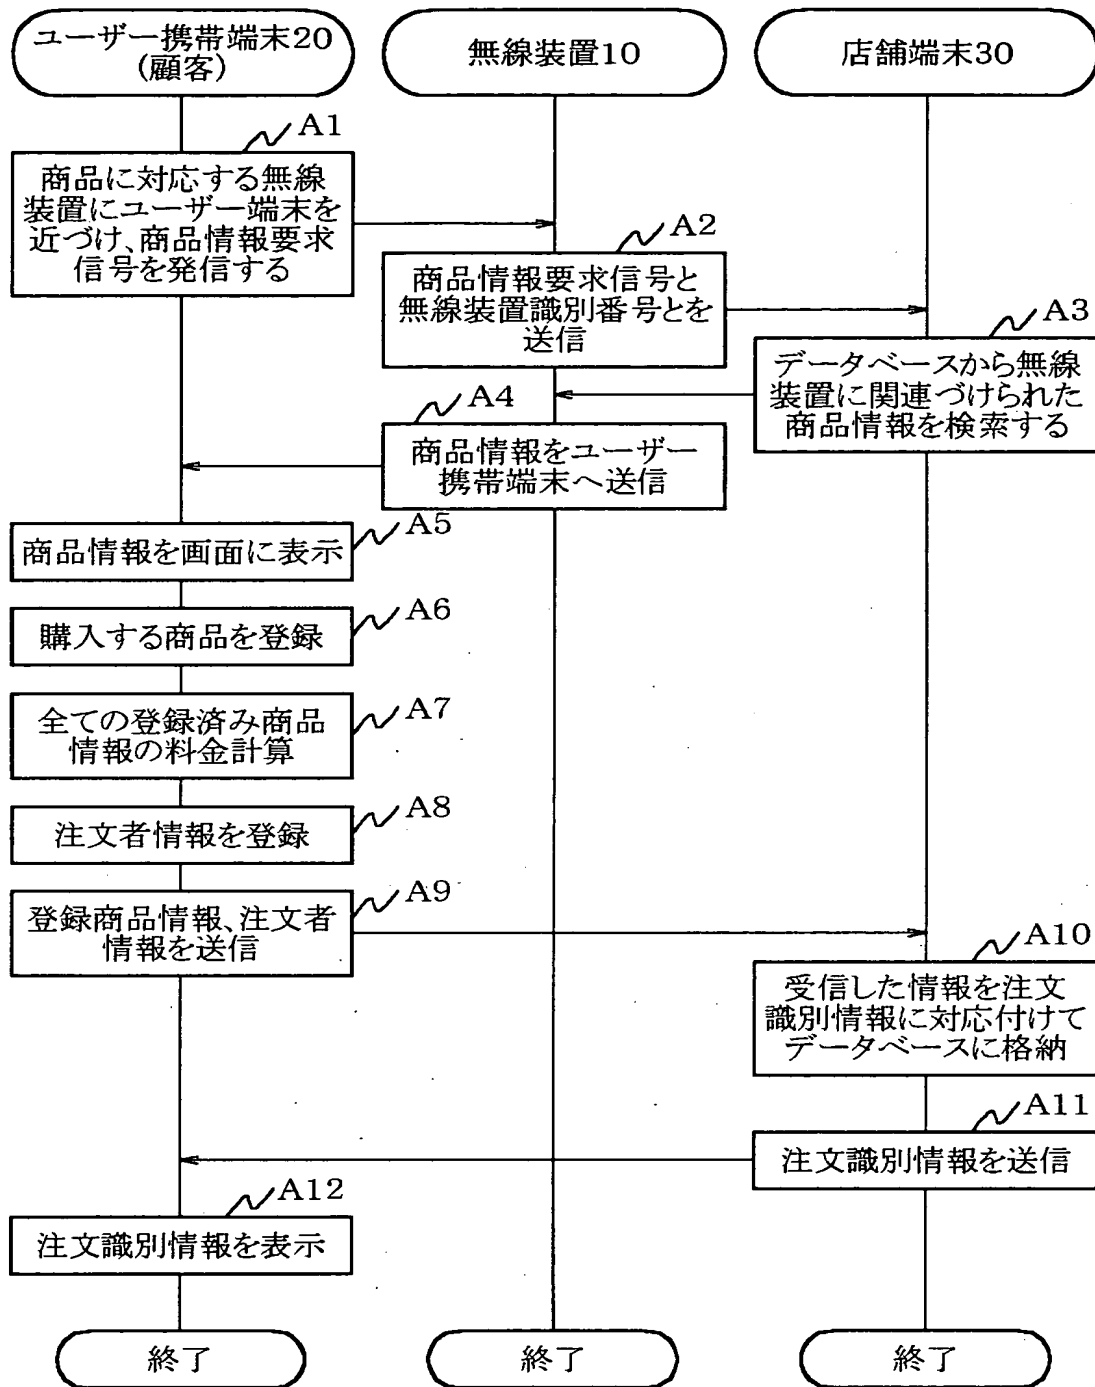 ユーザー携帯端末20
(顧客)
無線装置10
店舗端末30
A1
商品に対応する無線
装置にユーザー端末を
近づけ、商品情報要求
信号を発信する
A2
商品情報要求信号と
無線装置識別番号とを
送信
A3
データベースから無線
装置に関連づけられた
商品情報を検索する
A4
商品情報をユーザー
携帯端末へ送信
A5
商品情報を画面に表示
A6
購入する商品を登録
A7
全ての登録済み商品
情報の料金計算
A8
注文者情報を登録
A9
登録商品情報、注文者
情報を送信
A10
受信した情報を注文
識別情報に対応付けて
データベースに格納
A11
注文識別情報を送信
A12
注文識別情報を表示
終了
終了
終了